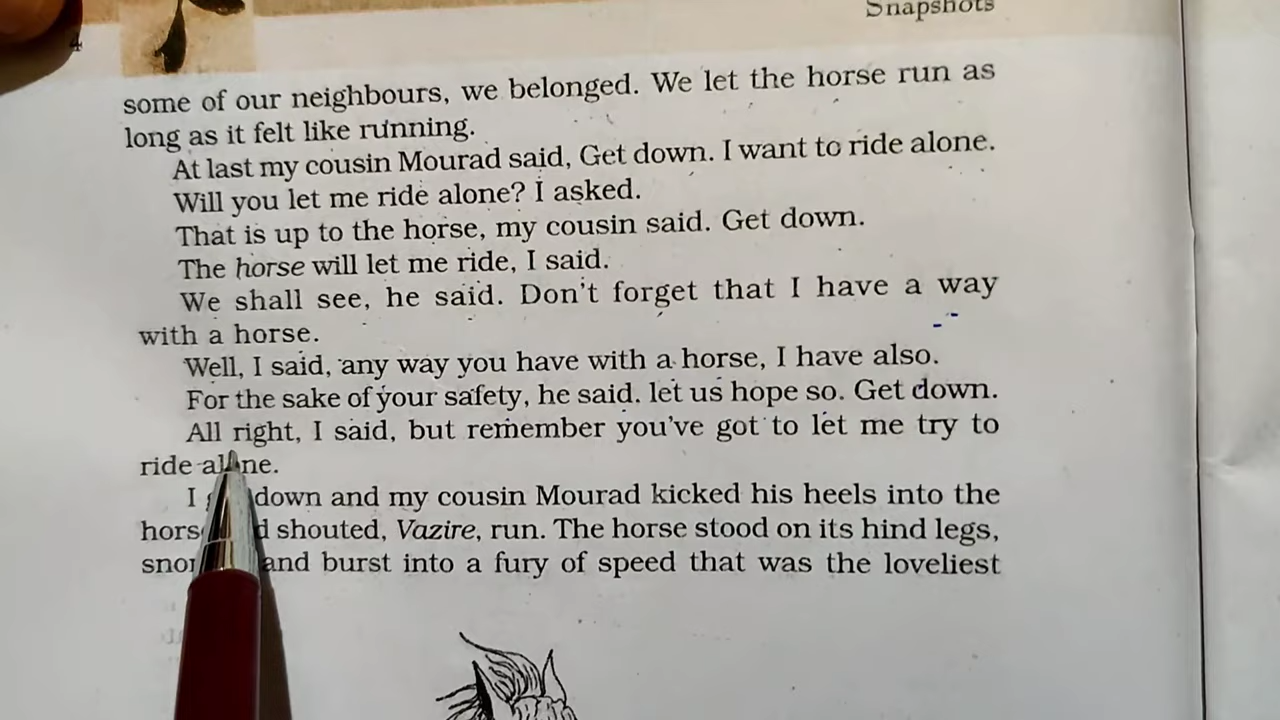 4
Snapshots
some of our neighbours, we belonged. We let the horse run as
long as it felt like running.
At last my cousin Mourad said, Get down. I want to ride alone.
Will you let me ride alone? I asked.
That is up to the horse, my cousin said. Get down.
The horse will let me ride, I said.
We shall see, he said. Don't forget that I have a way
with a horse.
Well, I said, any way you have with a horse, I have also.
For the sake of your safety, he said. let us hope so. Get down.
All right, I said, but remember you've got to let me try to
ride alone.
I down and my cousin Mourad kicked his heels into the
shouted, Vazire, run. The horse stood on its hind legs,
and burst into a fury of speed that was the loveliest